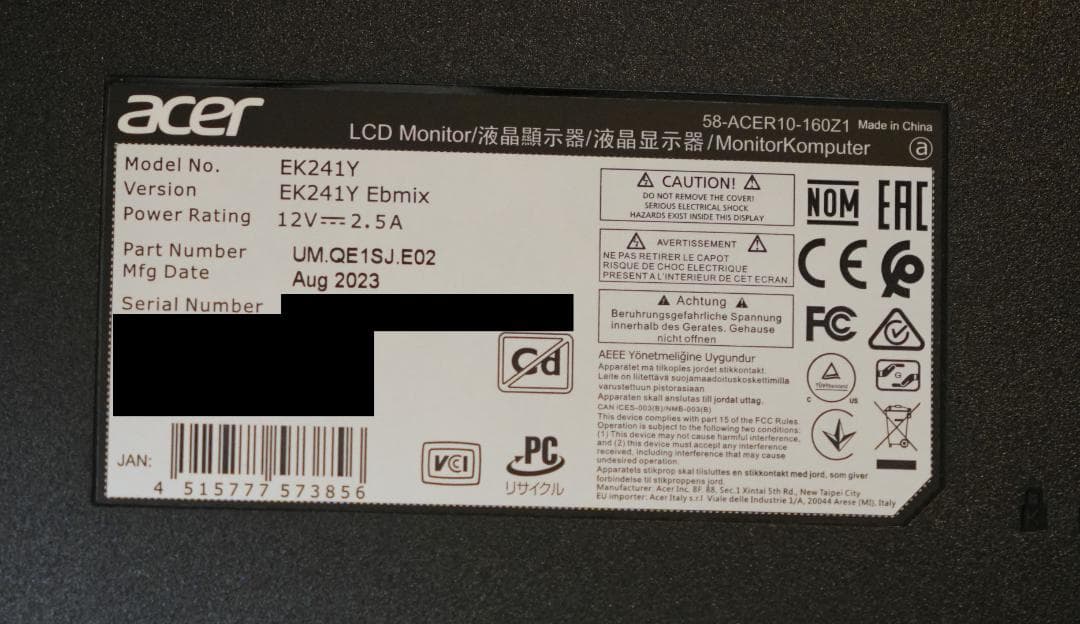 acer
58-ACER10-160Z1 Made in China
LCD Monitor/液晶顯示器/液晶显示器/MonitorKomputer
a
Model No. EK241Y
Version EK241Y Ebmix
Power Rating 12V⎓2.5A
Part Number UM.QE1SJ.E02
Mfg Date Aug 2023
Serial Number
Cd
JAN:
4 515777 573856
VCI
PC
リサイクル
CAUTION!
DO NOT REMOVE THE COVER!
SERIOUS ELECTRICAL SHOCK
HAZARDS EXIST INSIDE THIS DISPLAY
AVERTISSEMENT
NE PAS RETIRER LE CAPOT
RISQUE DE CHOC ELECTRIQUE
PRESENT A L'INTERIEUR DE CET ECRAN
Achtung
Beruhrungsgefahrliche Spannung
innerhalb des Gerates. Gehause
nicht offnen
AEEE Yönetmeliğine Uygundur
Apparatet må tilkoples jordet stikkontakt.
Laite on liitettävä suojamaadoituskoskettimilla
varustettuun pistorasiaan
Apparaten skall anslutas till jordat uttag.
CAN ICES-003(B)/NMB-003(B)
This device complies with part 15 of the FCC Rules.
Operation is subject to the following two conditions:
(1) This device may not cause harmful interference,
and (2) this device must accept any interference
received, including interference that may cause
undesired operation.
Apparatets stikprop skal tilsluttes en stikkontakt med jord, som giver
forbindelse til stikproppens jord.
Manufacturer: Acer Inc. 8F, 88, Sec.1 Xintai 5th Rd., New Taipei City
EU importer: Acer Italy s.r.l. Viale delle Industrie 1/A, 20044 Arese (MI), Italy
NOM EAC
CE
FC
C US
G